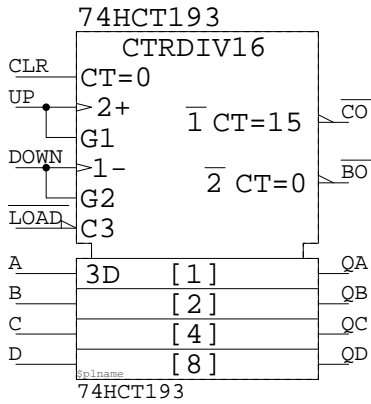 74HCT193
CTRDIV16
CLR CT=0
UP 2+
1 CT=15 CO
G1
DOWN 1-
2 CT=0 BO
G2
LOAD C3
A 3D [1] QA
B [2] QB
C [4] QC
D [8] QD
$plname
74HCT193